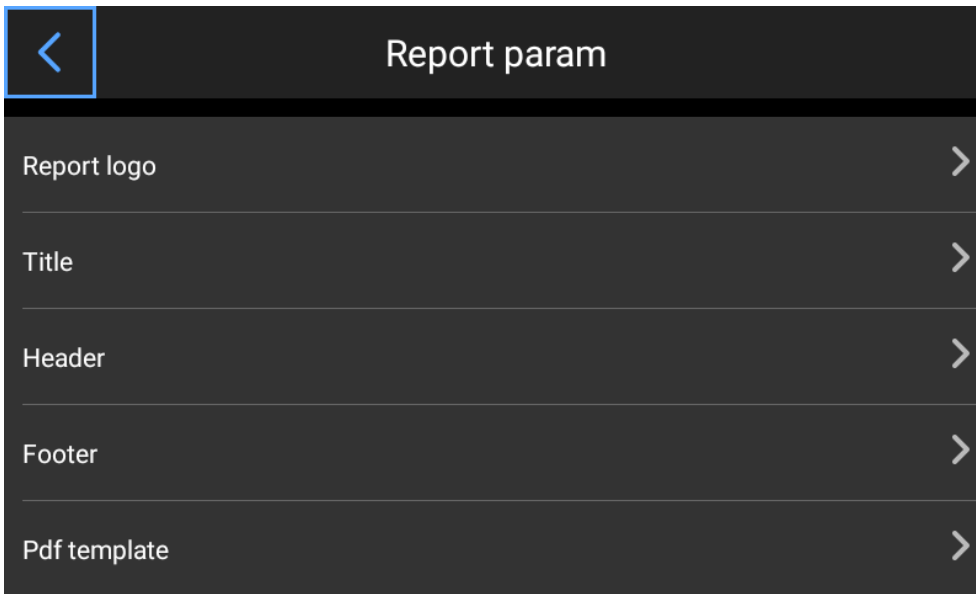 Report param
Report logo
Title
Header
Footer
Pdf template